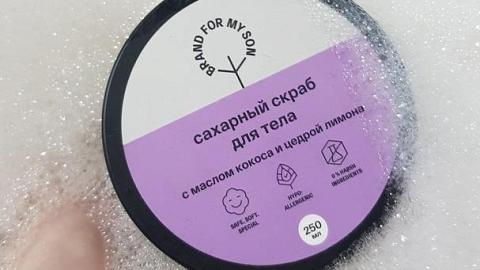 BRAND FOR MY SON
сахарный скраб
для тела
с маслом кокоса и цедрой лимона
SAFE. SOFT.
SPECIAL
HYPO-
ALLERGENIC
0 % HARSH
INGREDIENTS
250
мл